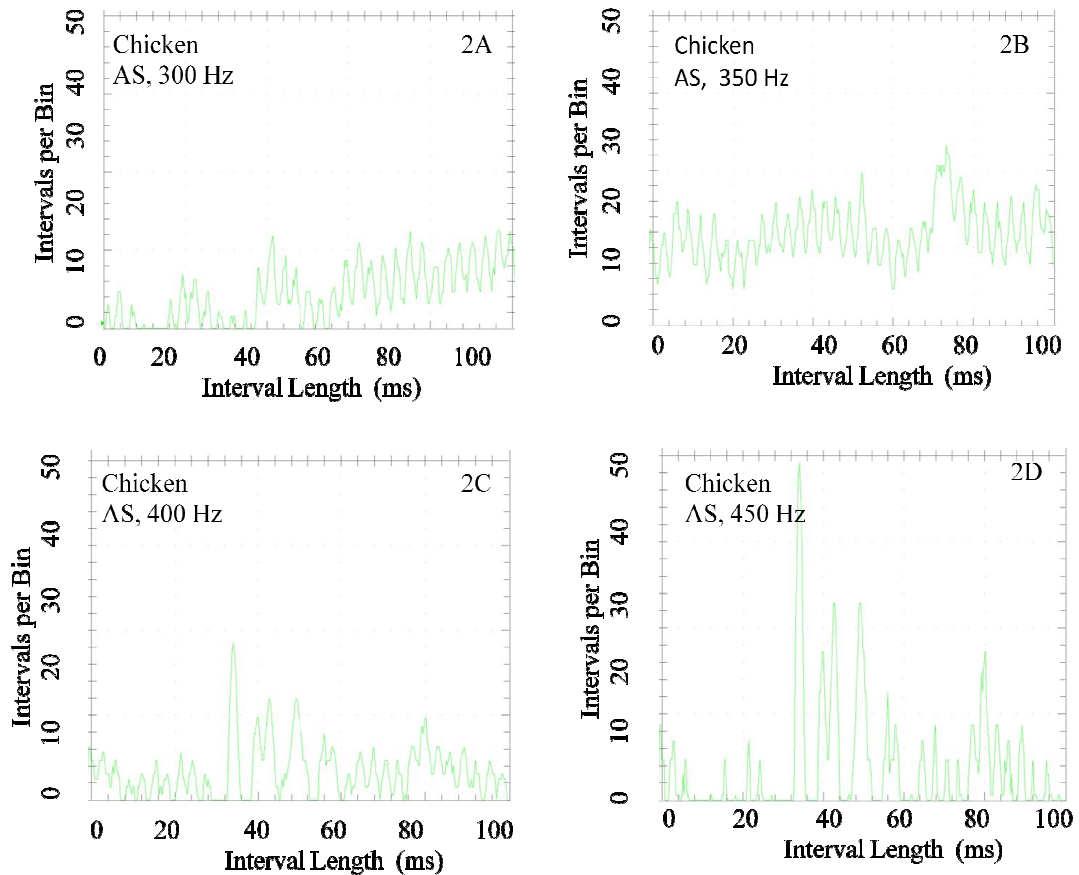 Chicken
2A
AS, 300 Hz
50
40
30
20
10
0
Intervals per Bin
0 20 40 60 80 100
Interval Length (ms)
Chicken
2B
AS, 350 Hz
50
40
30
20
10
0
Intervals per Bin
0 20 40 60 80 100
Interval Length (ms)
Chicken
2C
AS, 400 Hz
50
40
30
20
10
0
Intervals per Bin
0 20 40 60 80 100
Interval Length (ms)
Chicken
2D
AS, 450 Hz
50
40
30
20
10
0
Intervals per Bin
0 20 40 60 80 100
Interval Length (ms)